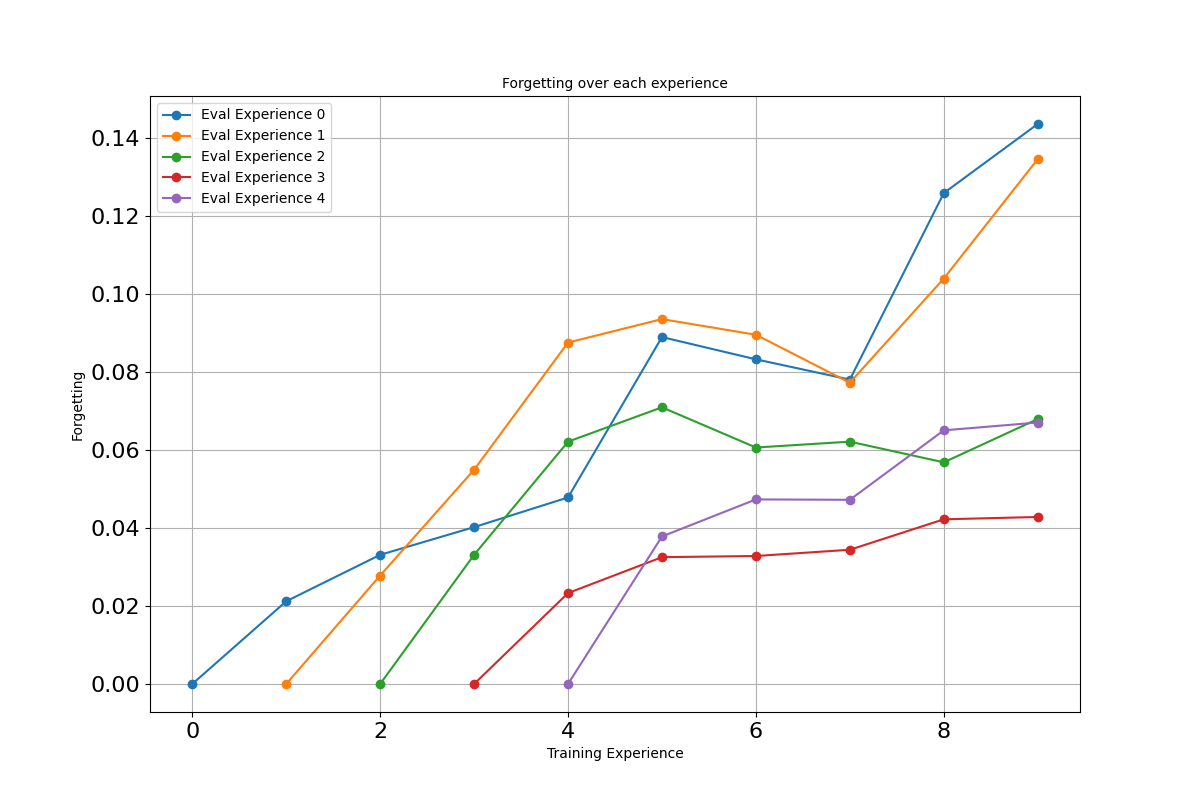 Forgetting over each experience
Eval Experience 0
Eval Experience 1
Eval Experience 2
Eval Experience 3
Eval Experience 4
0.14
0.12
0.10
0.08
0.06
0.04
0.02
0.00
Forgetting
0 2 4 6 8
Training Experience